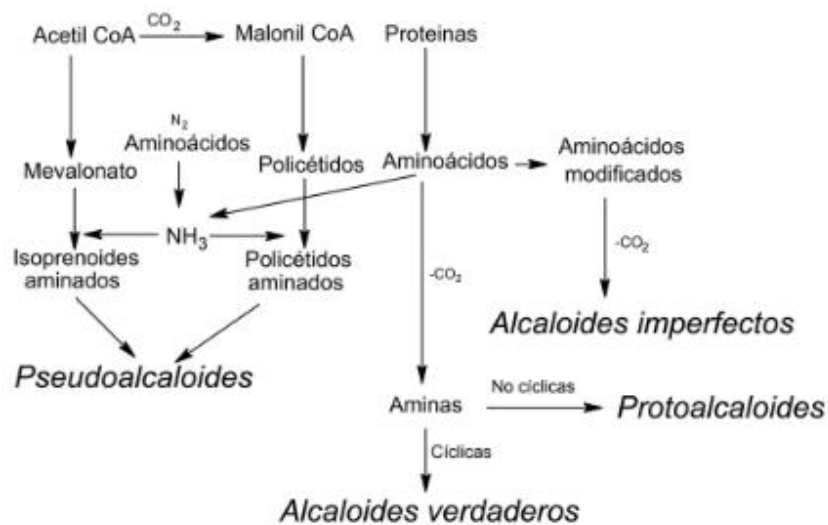 Acetil CoA
CO2
Malonil CoA
Proteinas
N2
Aminoácidos
Mevalonato
Policétidos
Aminoácidos
Aminoácidos
modificados
NH3
Isoprenoides
aminados
Policétidos
aminados
-CO2
-CO2
Alcaloides imperfectos
Pseudoalcaloides
Aminas
No cíclicas
Protoalcaloides
Cíclicas
Alcaloides verdaderos